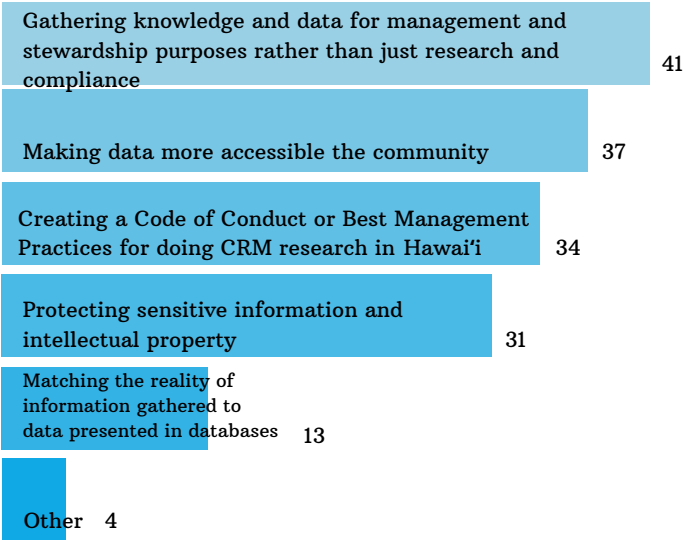 Gathering knowledge and data for management and
stewardship purposes rather than just research and
compliance
41
Making data more accessible the community
37
Creating a Code of Conduct or Best Management
Practices for doing CRM research in Hawaiʻi
34
Protecting sensitive information and
intellectual property
31
Matching the reality of
information gathered to
data presented in databases
13
Other
4